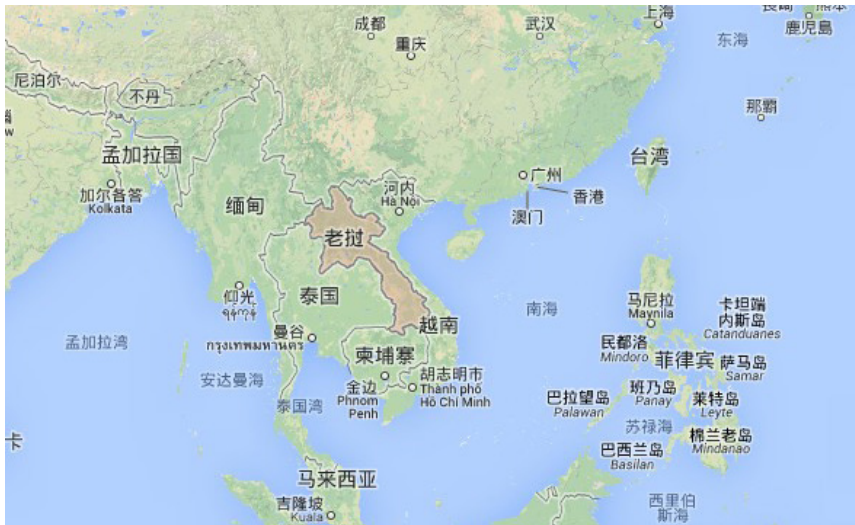 上海
熊本
鹿児島
成都
重庆
武汉
东海
尼泊尔
不丹
那霸
孟加拉国
台湾
加尔各答
Kolkata
缅甸
河内
Hà Nội
广州
香港
澳门
老挝
仰光
ရန်ကုန်
泰国
南海
马尼拉
Maynila
卡坦端
内斯岛
Catanduanes
曼谷
กรุงเทพมหานคร
越南
孟加拉湾
民都洛
Mindoro
菲律宾
萨马岛
Samar
柬埔寨
安达曼海
金边
Phnom
Penh
胡志明市
Thành phố
Hồ Chí Minh
泰国湾
巴拉望岛
Palawan
班乃岛
Panay
莱特岛
Leyte
苏禄海
卡
巴西兰岛
Basilan
棉兰老岛
Mindanao
马来西亚
吉隆坡
Kuala
西里伯
斯海